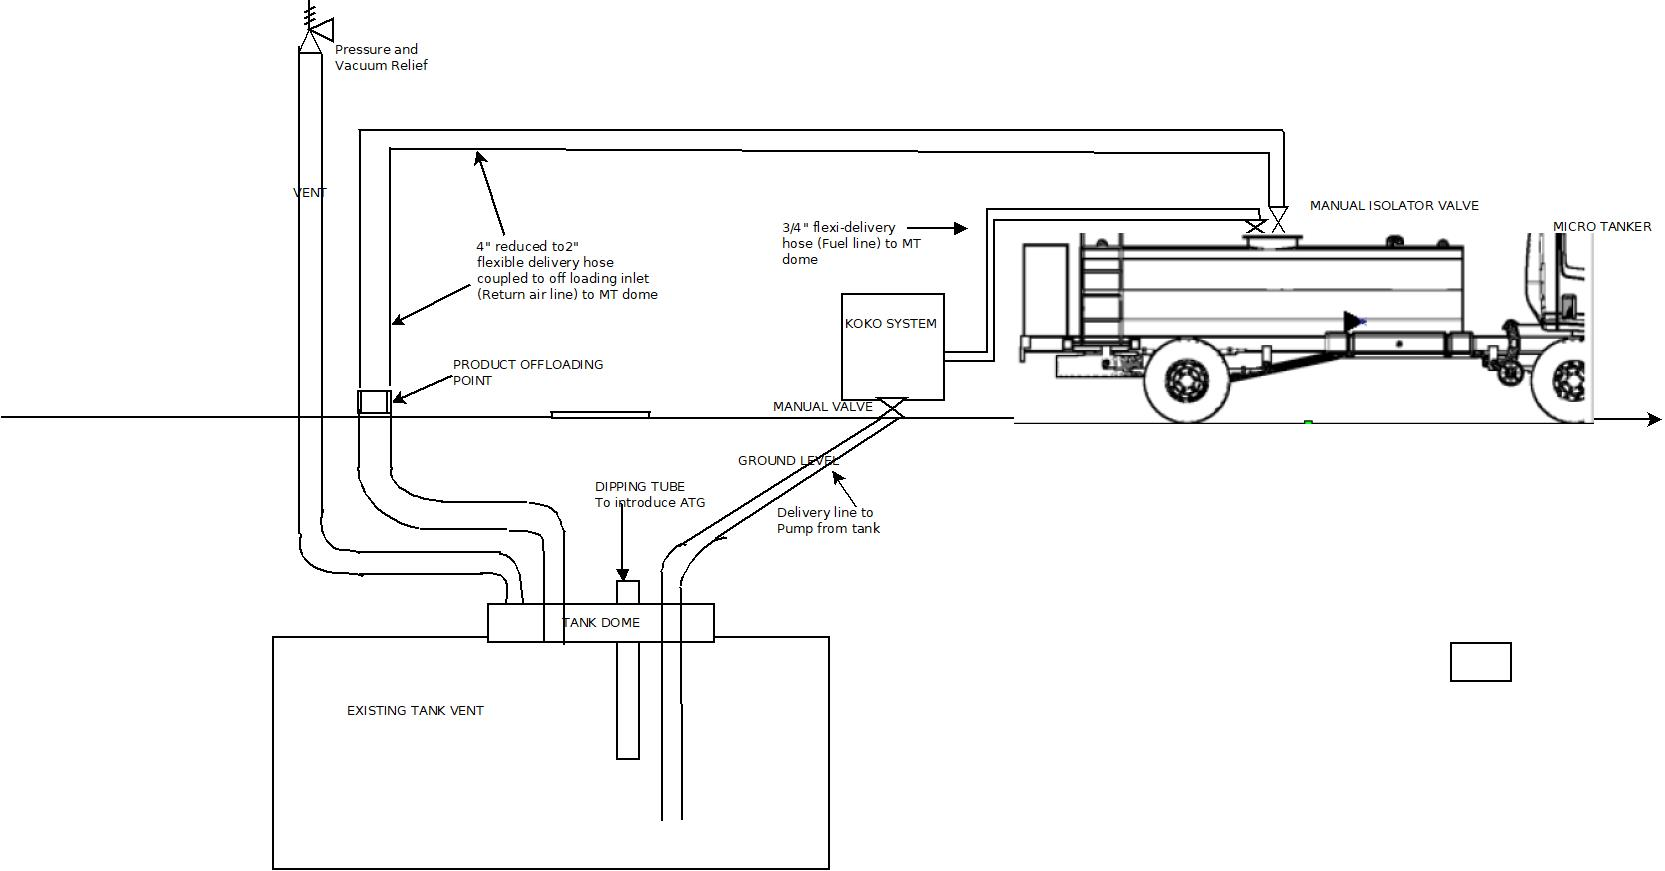 Pressure and
Vacuum Relief
VENT
MANUAL ISOLATOR VALVE
MICRO TANKER
3/4" flexi-delivery
hose (Fuel line) to MT
dome
4" reduced to2"
flexible delivery hose
coupled to off loading inlet
(Return air line) to MT dome
KOKO SYSTEM
PRODUCT OFFLOADING
POINT
MANUAL VALVE
GROUND LEVEL
DIPPING TUBE
To introduce ATG
Delivery line to
Pump from tank
TANK DOME
EXISTING TANK VENT